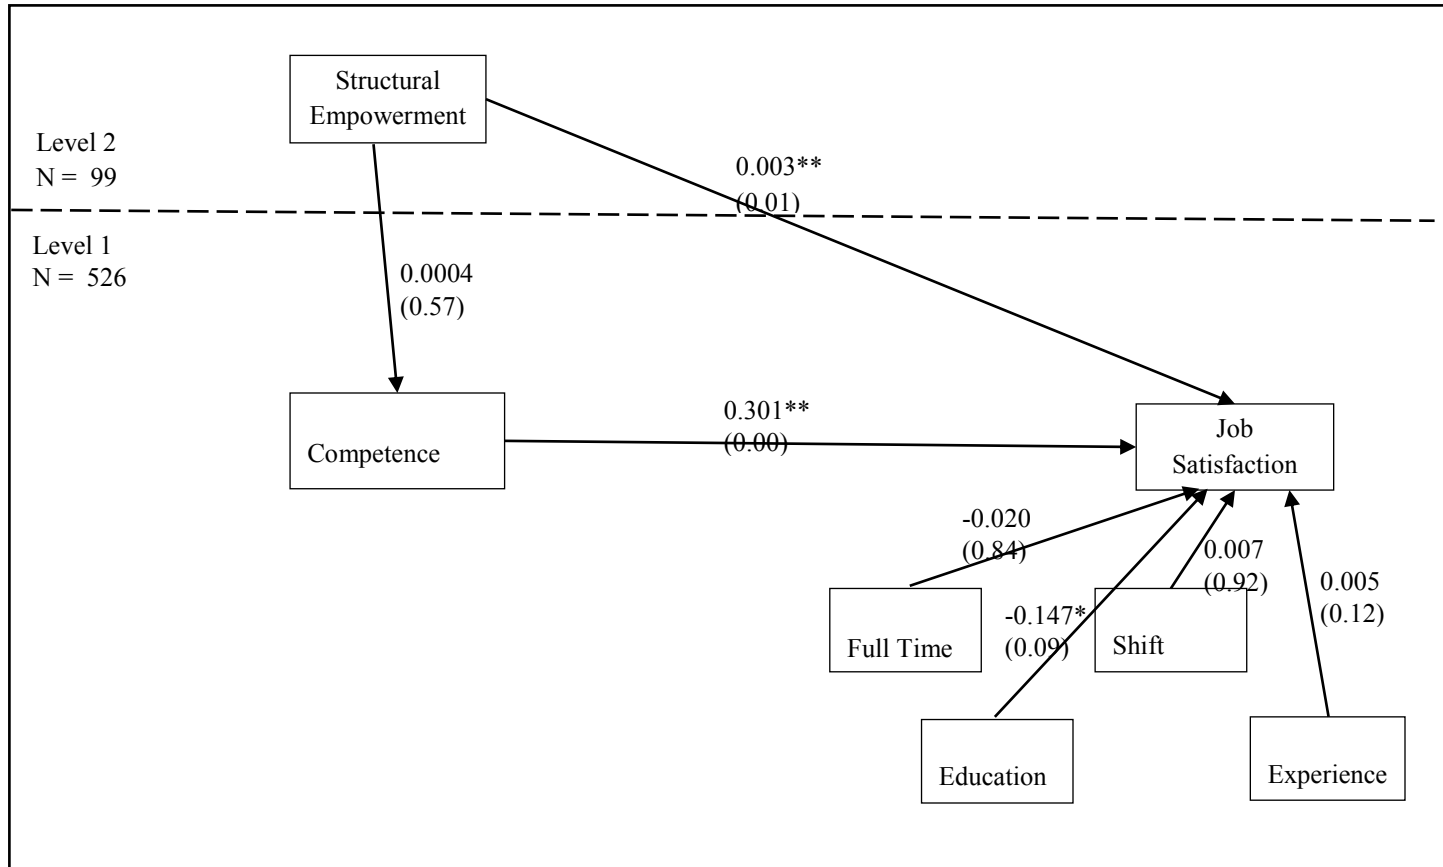 Structural
Empowerment
Level 2
N = 99
0.003**
(0.01)
Level 1
N = 526
0.0004
(0.57)
Competence
0.301**
(0.00)
Job
Satisfaction
-0.020
(0.84)
0.007
(0.92)
0.005
(0.12)
-0.147*
(0.09)
Full Time
Shift
Education
Experience